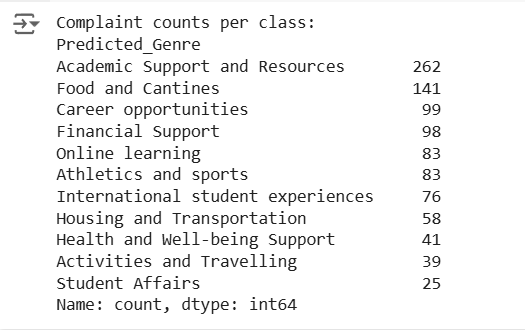 Complaint counts per class:
Predicted_Genre
Academic Support and Resources 262
Food and Cantines 141
Career opportunities 99
Financial Support 98
Online learning 83
Athletics and sports 83
International student experiences 76
Housing and Transportation 58
Health and Well-being Support 41
Activities and Travelling 39
Student Affairs 25
Name: count, dtype: int64